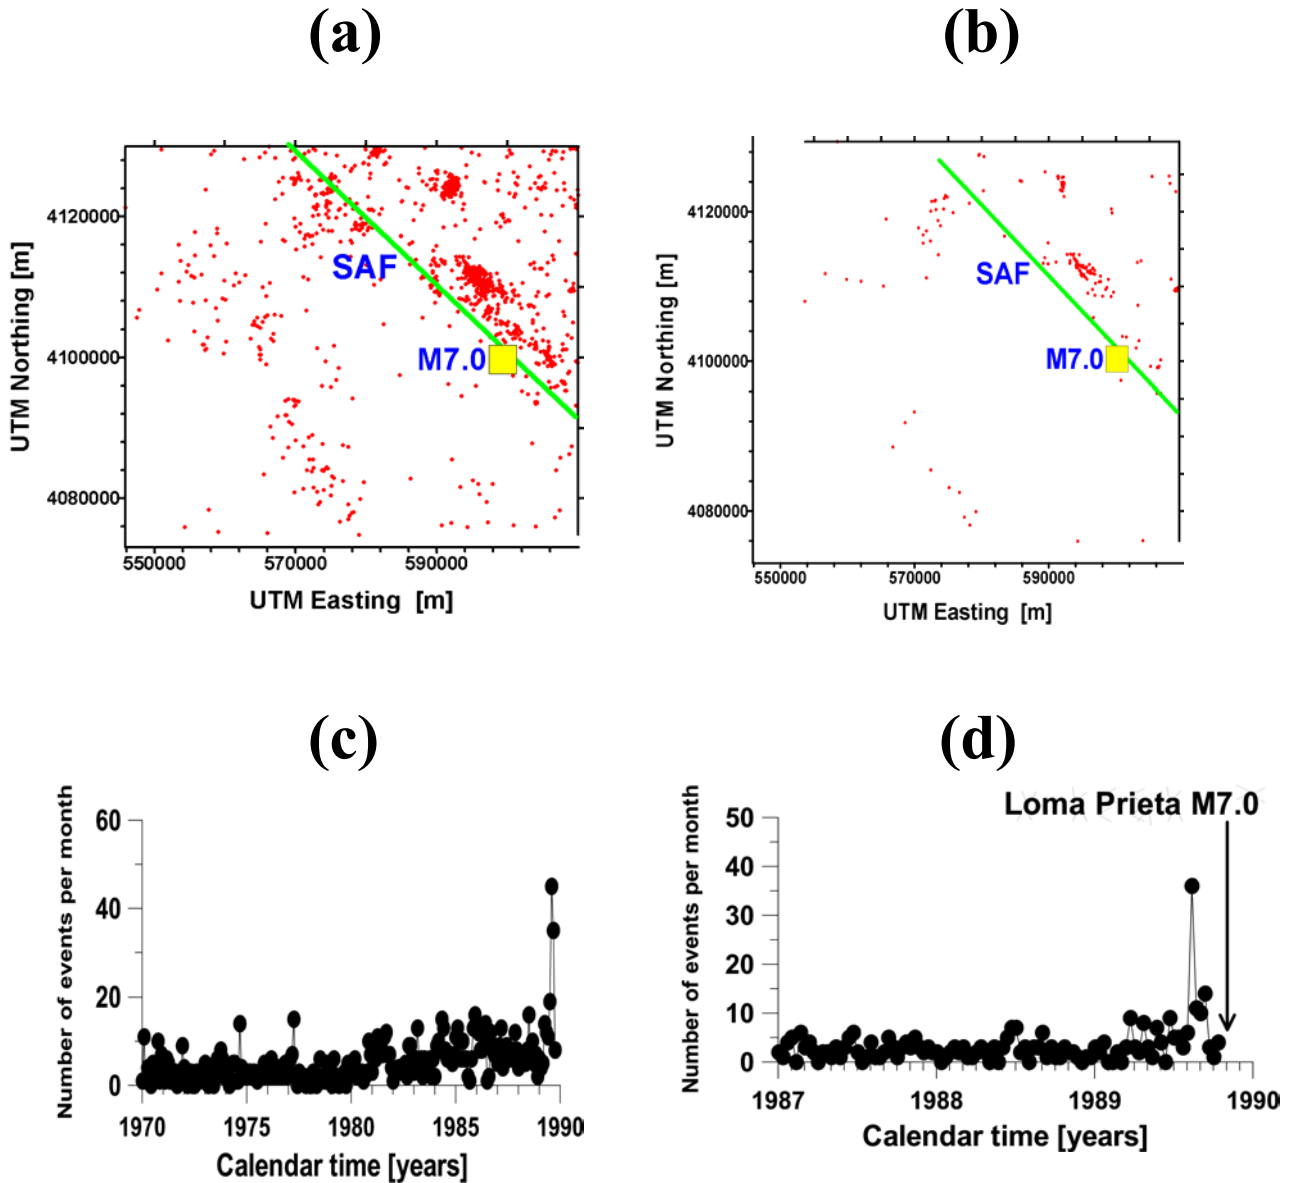 (a)
(b)
UTM Northing [m]
4120000
4100000
4080000
SAF
M7.0
550000 570000 590000
UTM Easting [m]
UTM Northing [m]
4120000
4100000
4080000
SAF
M7.0
550000 570000 590000
UTM Easting [m]
(c)
(d)
Number of events per month
60
40
20
0
1970 1975 1980 1985 1990
Calendar time [years]
Number of events per month
Loma Prieta M7.0
50
40
30
20
10
0
1987 1988 1989 1990
Calendar time [years]